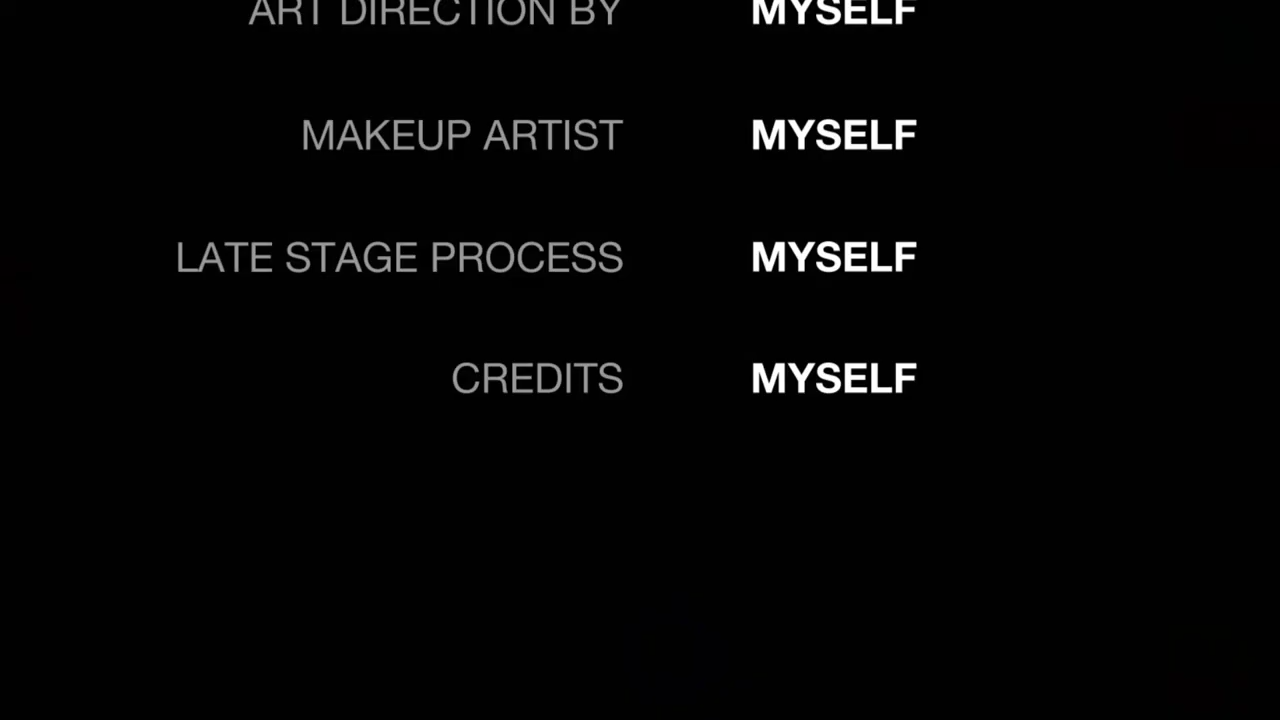 ART DIRECTION BY MYSELF
MAKEUP ARTIST MYSELF
LATE STAGE PROCESS MYSELF
CREDITS MYSELF